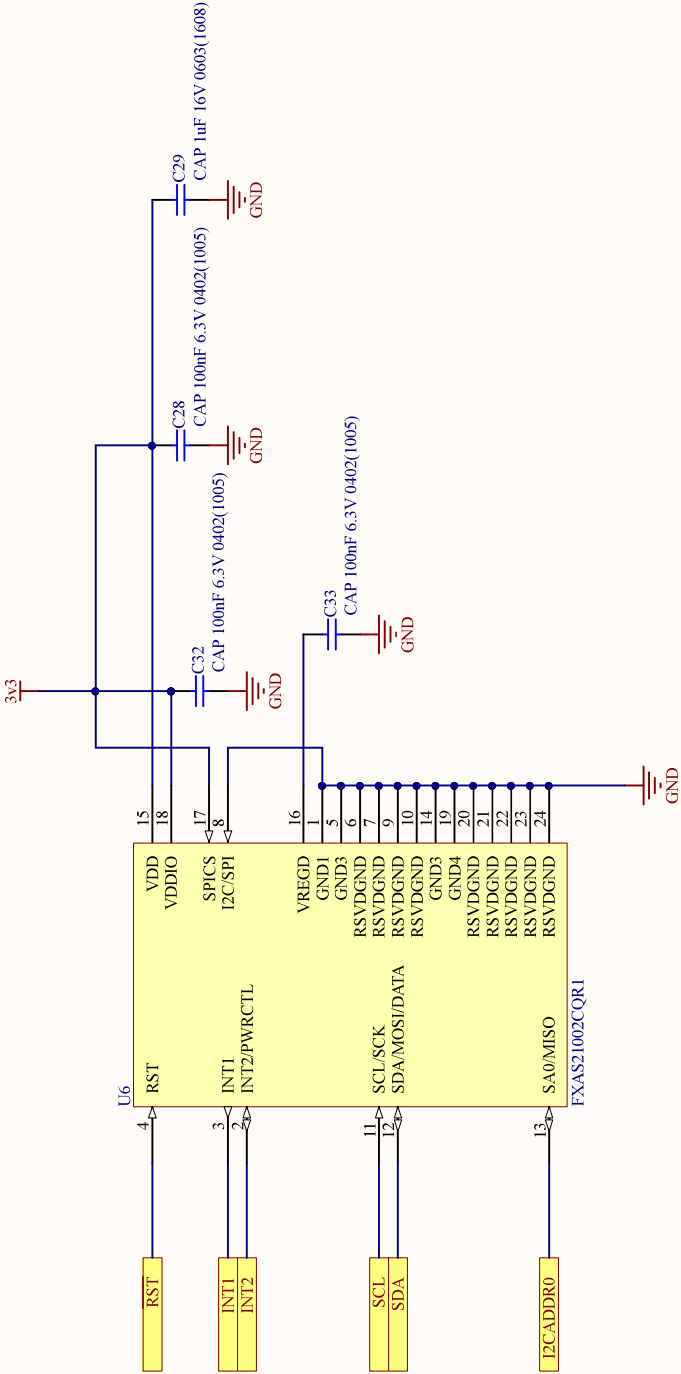 3v3
C29
CAP 1uF 16V 0603(1608)
GND
C28
CAP 100nF 6.3V 0402(1005)
GND
C32
CAP 100nF 6.3V 0402(1005)
GND
C33
CAP 100nF 6.3V 0402(1005)
GND
GND
U6
FXAS21002CQR1
RST
4
RST
INT1
3
INT1
INT2
2
INT2/PWRCTL
SCL
11
SCL/SCK
SDA
12
SDA/MOSI/DATA
I2CADDR0
13
SA0/MISO
VDD
15
VDDIO
18
SPICS
17
I2C/SPI
8
VREGD
16
GND1
1
GND3
5
RSVDGND
6
RSVDGND
7
RSVDGND
9
RSVDGND
10
GND3
14
GND4
19
RSVDGND
20
RSVDGND
21
RSVDGND
22
RSVDGND
23
RSVDGND
24